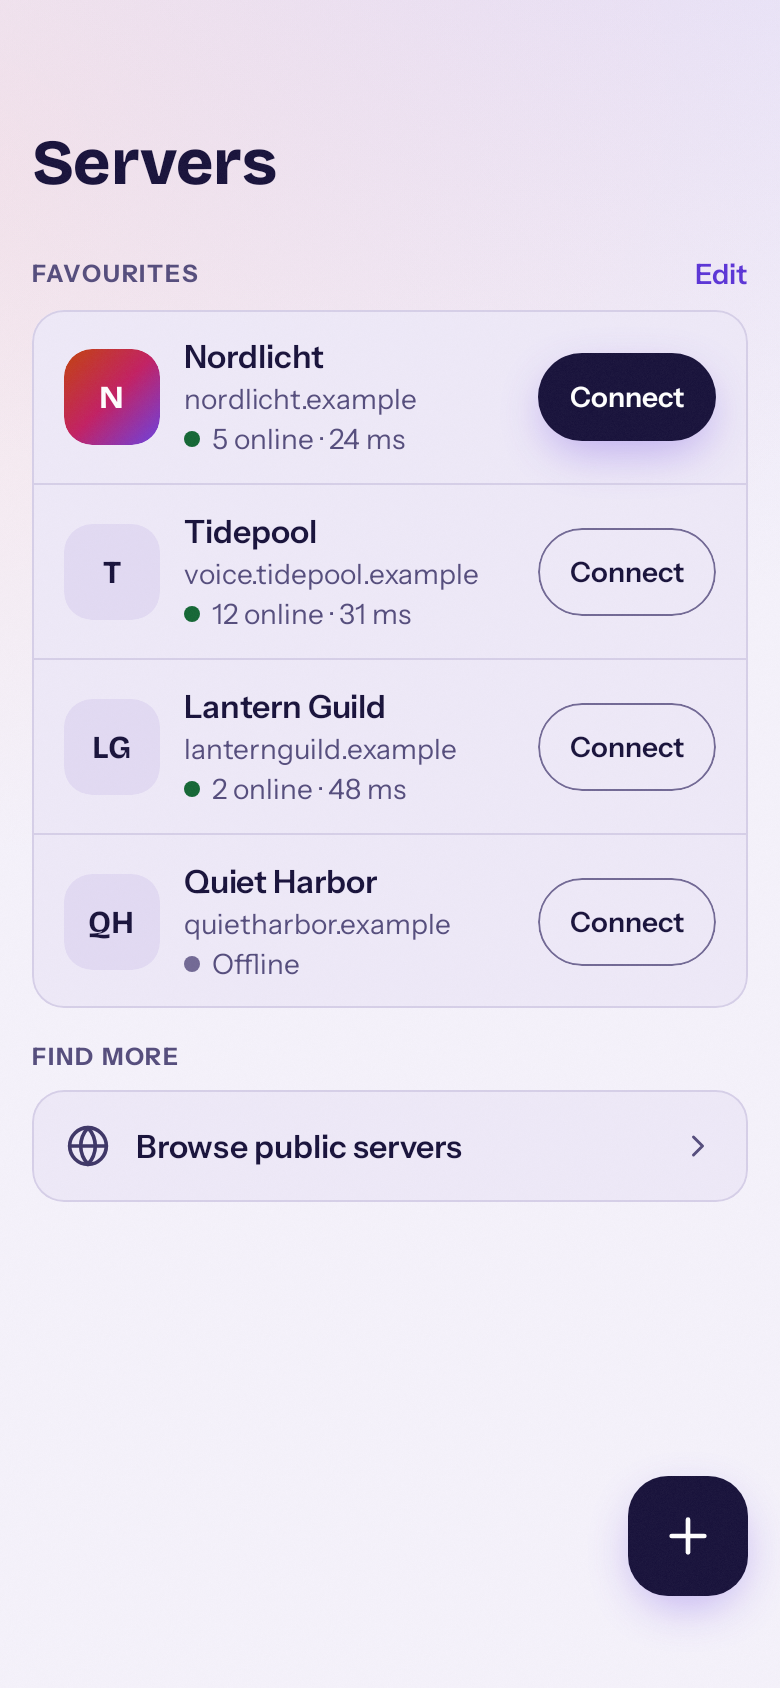 Servers
FAVOURITES
Edit
N
Nordlicht
nordlicht.example
5 online · 24 ms
Connect
T
Tidepool
voice.tidepool.example
12 online · 31 ms
Connect
LG
Lantern Guild
lanternguild.example
2 online · 48 ms
Connect
QH
Quiet Harbor
quietharbor.example
Offline
Connect
FIND MORE
Browse public servers